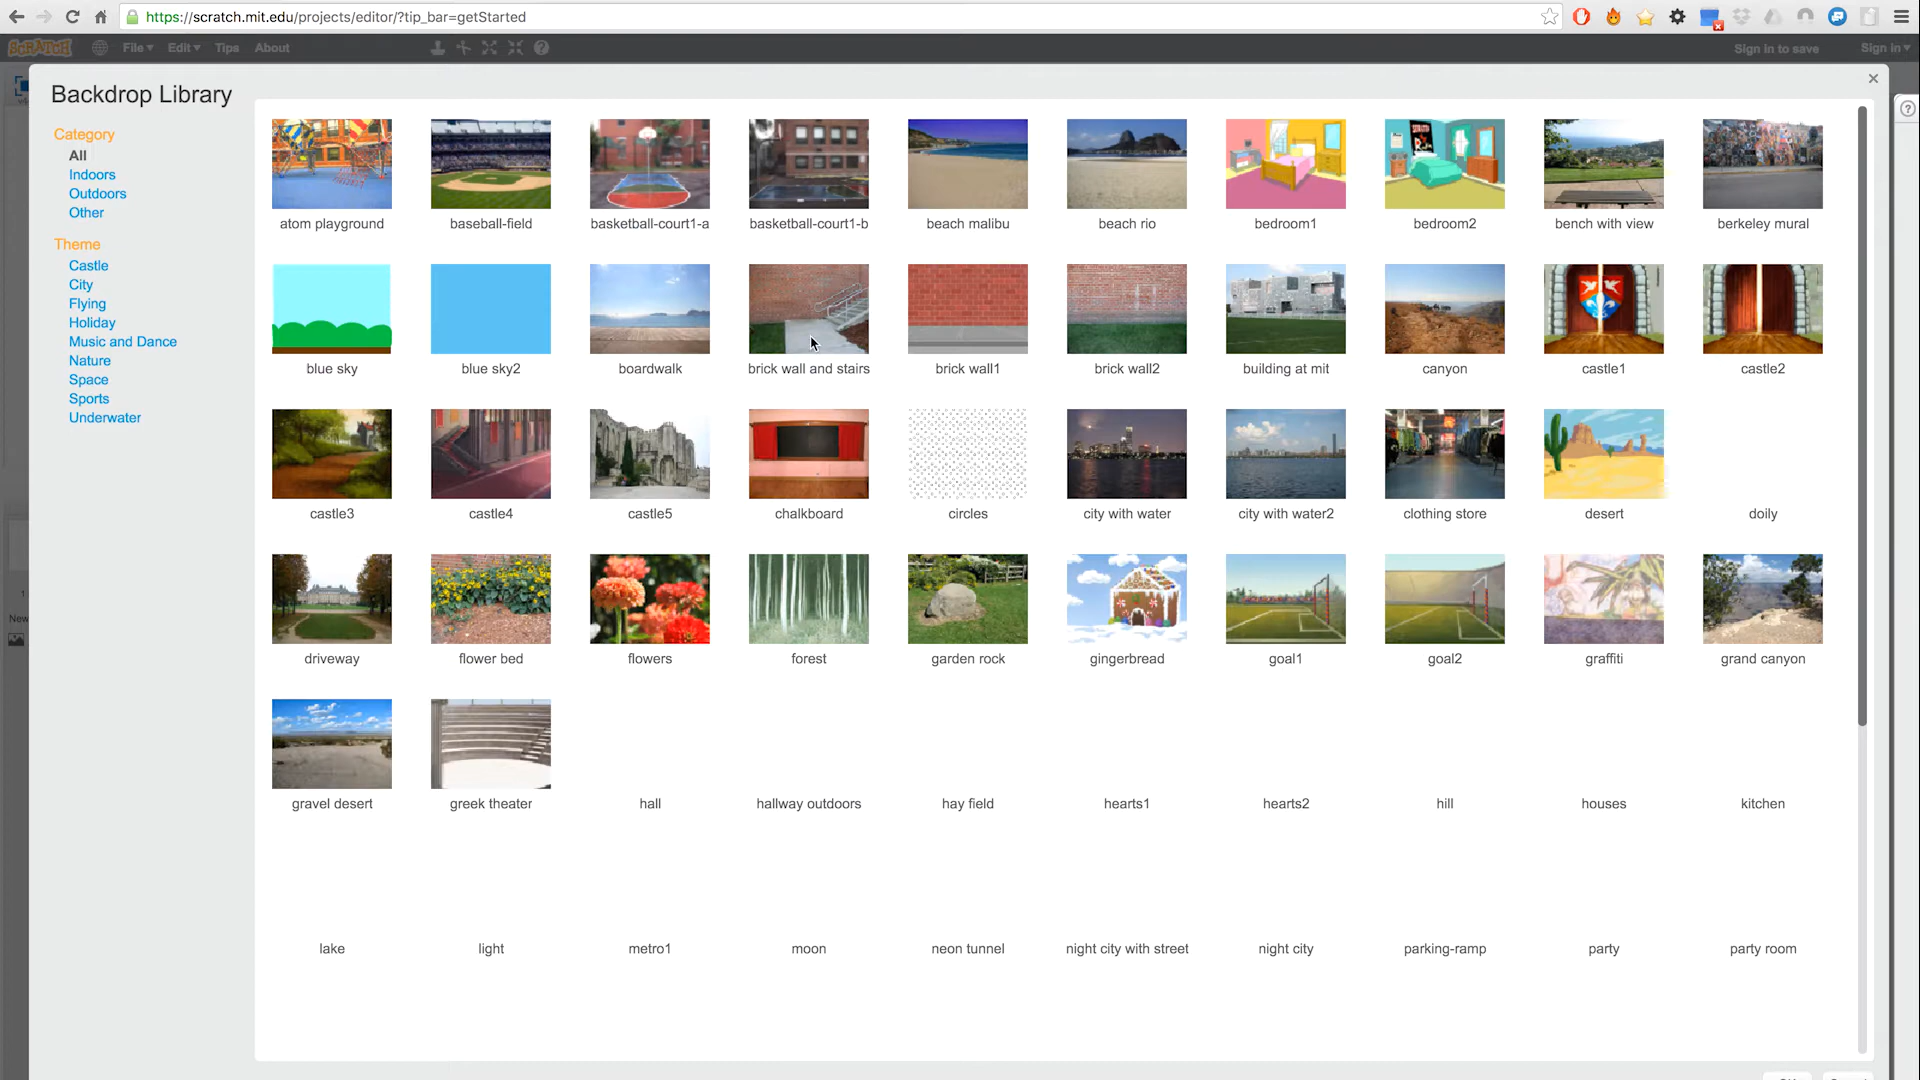 https://scratch.mit.edu/projects/editor/?tip_bar=getStarted
SCRATCH File Edit Tips About Sign in to save Sign in
Backdrop Library
Category
All
Indoors
Outdoors
Other
Theme
Castle
City
Flying
Holiday
Music and Dance
Nature
Space
Sports
Underwater
atom playground baseball-field basketball-court1-a basketball-court1-b beach malibu beach rio bedroom1 bedroom2 bench with view berkeley mural
blue sky blue sky2 boardwalk brick wall and stairs brick wall1 brick wall2 building at mit canyon castle1 castle2
castle3 castle4 castle5 chalkboard circles city with water city with water2 clothing store desert doily
driveway flower bed flowers forest garden rock gingerbread goal1 goal2 graffiti grand canyon
gravel desert greek theater hall hallway outdoors hay field hearts1 hearts2 hill houses kitchen
lake light metro1 moon neon tunnel night city with street night city parking-ramp party party room
1
New